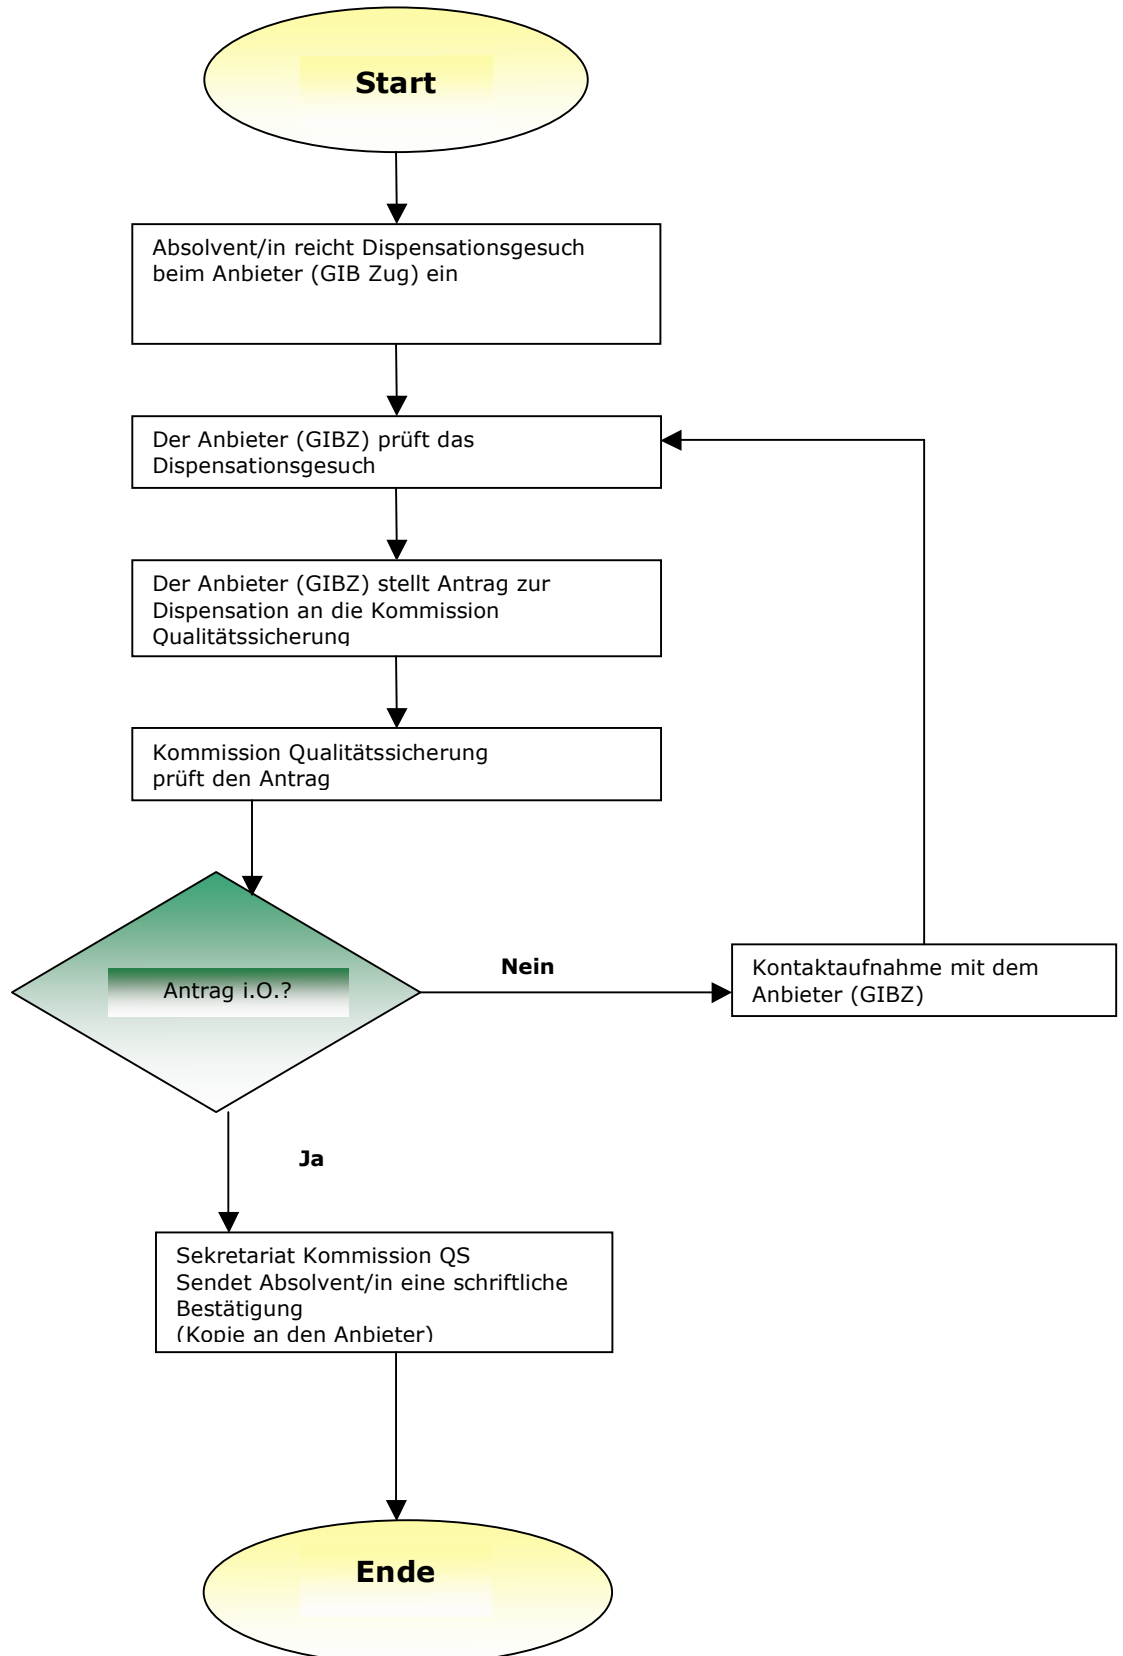 Start
Absolvent/in reicht Dispensationsgesuch
beim Anbieter (GIB Zug) ein
Der Anbieter (GIBZ) prüft das
Dispensationsgesuch
Der Anbieter (GIBZ) stellt Antrag zur
Dispensation an die Kommission
Qualitätssicherung
Kommission Qualitätssicherung
prüft den Antrag
Antrag i.O.?
Nein
Kontaktaufnahme mit dem
Anbieter (GIBZ)
Ja
Sekretariat Kommission QS
Sendet Absolvent/in eine schriftliche
Bestätigung
(Kopie an den Anbieter)
Ende